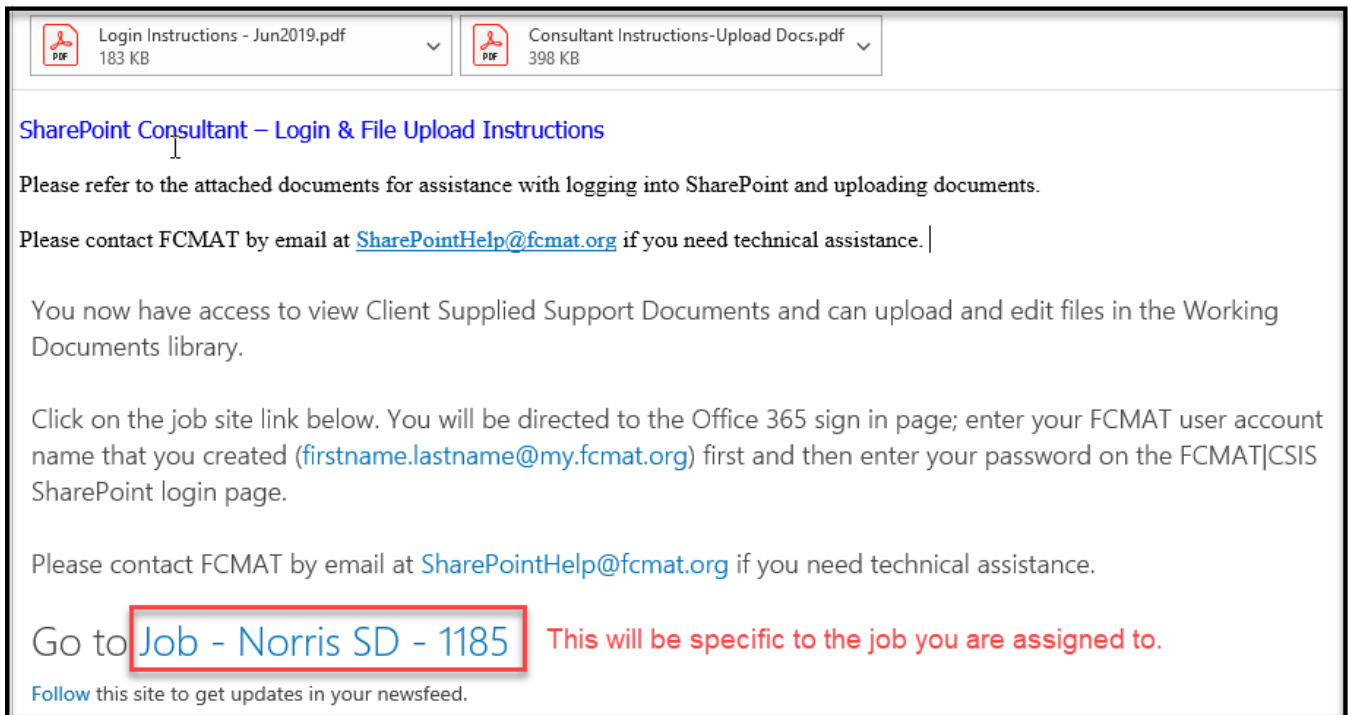 Login Instructions - Jun2019.pdf
183 KB
PDF
Consultant Instructions-Upload Docs.pdf
398 KB
PDF
SharePoint Consultant – Login & File Upload Instructions
Please refer to the attached documents for assistance with logging into SharePoint and uploading documents.
Please contact FCMAT by email at SharePointHelp@fcmat.org if you need technical assistance.
You now have access to view Client Supplied Support Documents and can upload and edit files in the Working
Documents library.
Click on the job site link below. You will be directed to the Office 365 sign in page; enter your FCMAT user account
name that you created (firstname.lastname@my.fcmat.org) first and then enter your password on the FCMAT|CSIS
SharePoint login page.
Please contact FCMAT by email at SharePointHelp@fcmat.org if you need technical assistance.
Go to Job - Norris SD - 1185 This will be specific to the job you are assigned to.
Follow this site to get updates in your newsfeed.